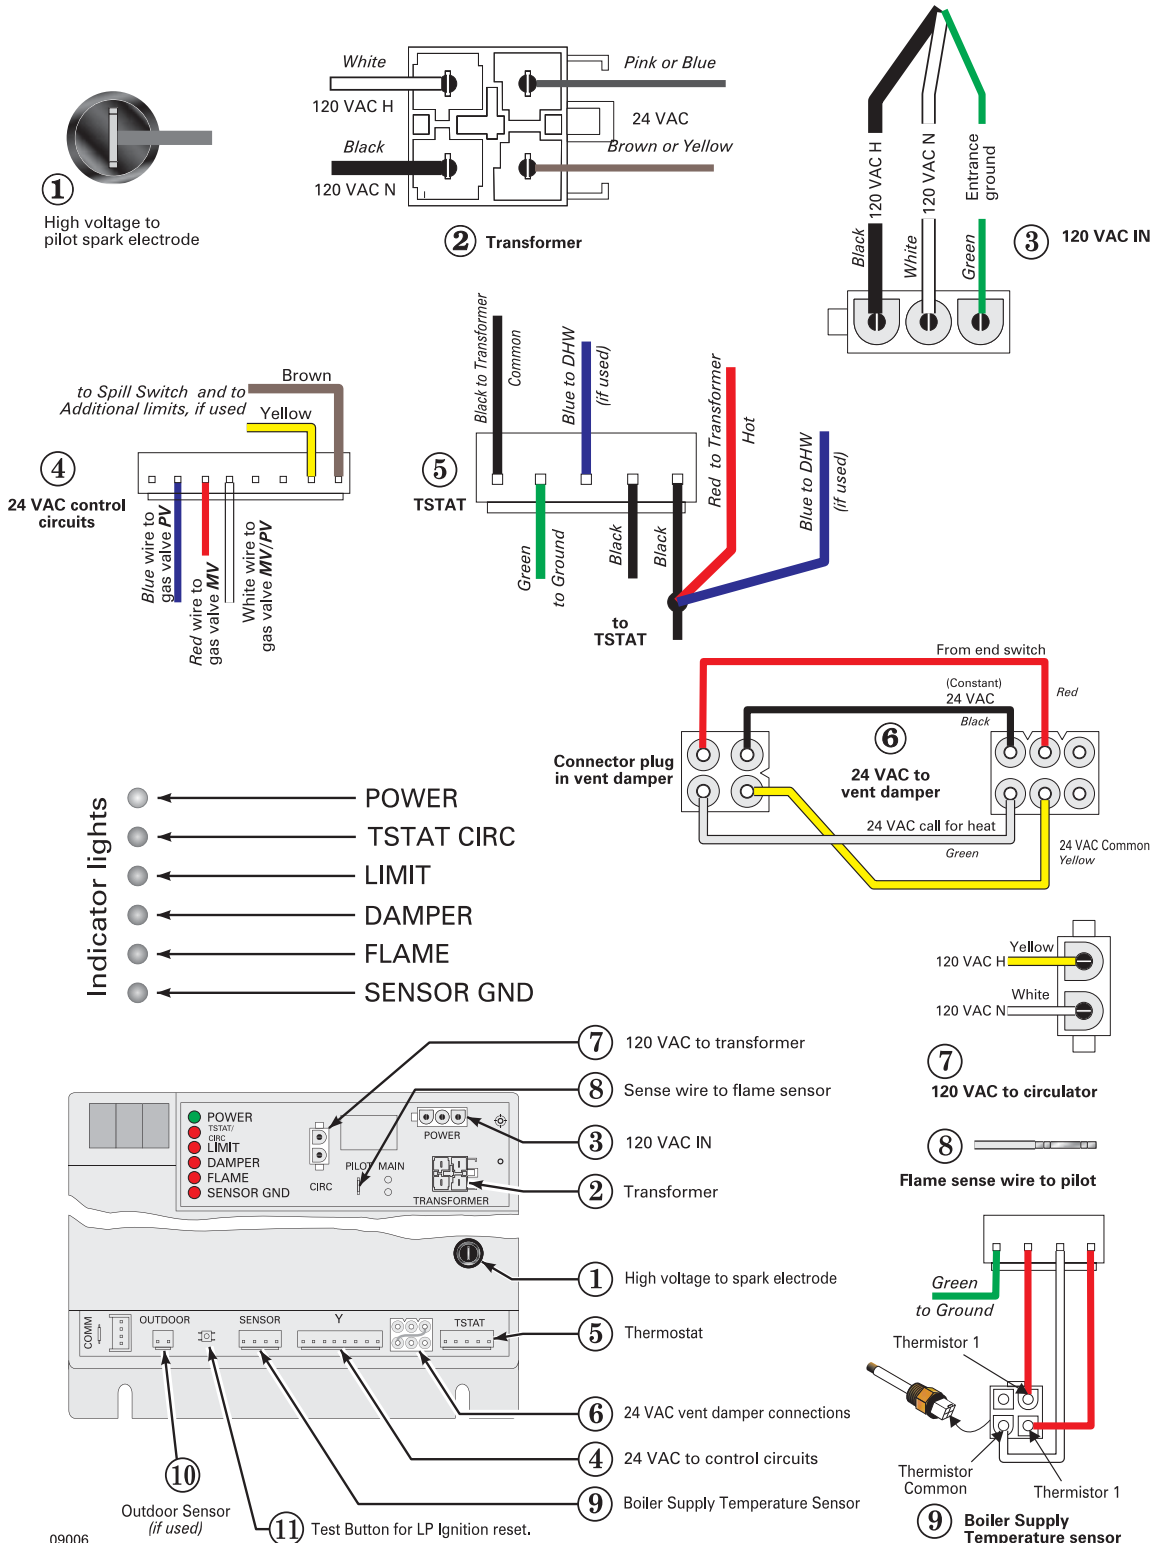 1
High voltage to
pilot spark electrode
White
120 VAC H
Black
120 VAC N
Pink or Blue
24 VAC
Brown or Yellow
2 Transformer
120 VAC H
120 VAC N
Entrance
ground
Black
White
Green
3 120 VAC IN
Brown
to Spill Switch and to
Additional limits, if used
Yellow
4
24 VAC control
circuits
Blue wire to
gas valve PV
Red wire to
gas valve MV
White wire to
gas valve MV/PV
Black to Transformer
Common
Blue to DHW
(if used)
Red to Transformer
Hot
Blue to DHW
(if used)
5
TSTAT
Green
to Ground
Black
Black
to
TSTAT
From end switch
(Constant)
24 VAC
Black
Red
6
24 VAC to
vent damper
Connector plug
in vent damper
24 VAC call for heat
Green
24 VAC Common
Yellow
Indicator lights
POWER
TSTAT CIRC
LIMIT
DAMPER
FLAME
SENSOR GND
Yellow
120 VAC H
White
120 VAC N
7
120 VAC to circulator
8
Flame sense wire to pilot
7 120 VAC to transformer
8 Sense wire to flame sensor
3 120 VAC IN
2 Transformer
1 High voltage to spark electrode
5 Thermostat
6 24 VAC vent damper connections
4 24 VAC to control circuits
9 Boiler Supply Temperature Sensor
POWER
TSTAT/
CIRC
LIMIT
DAMPER
FLAME
SENSOR GND
CIRC
PILOT MAIN
POWER
TRANSFORMER
COMM
OUTDOOR
SENSOR
Y
TSTAT
10
Outdoor Sensor
(if used)
11 Test Button for LP Ignition reset.
09006
Green
to Ground
Thermistor 1
Thermistor
Common
Thermistor 1
9 Boiler Supply
Temperature sensor